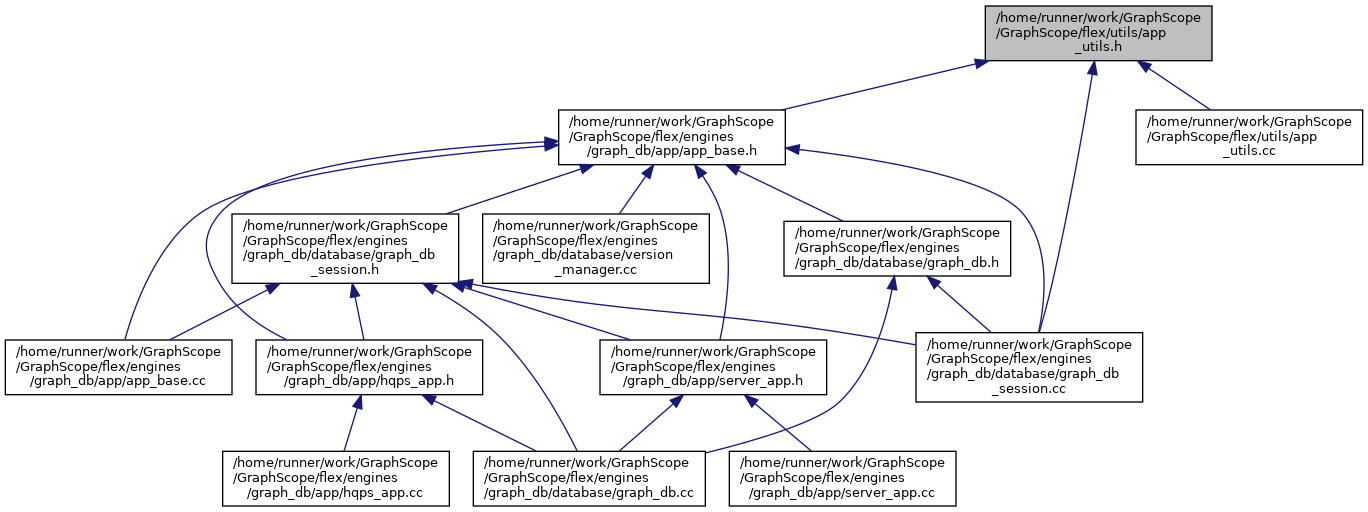 /home/runner/work/GraphScope
/GraphScope/flex/utils/app
_utils.h
/home/runner/work/GraphScope
/GraphScope/flex/engines
/graph_db/app/app_base.h
/home/runner/work/GraphScope
/GraphScope/flex/utils/app
_utils.cc
/home/runner/work/GraphScope
/GraphScope/flex/engines
/graph_db/database/graph_db
_session.h
/home/runner/work/GraphScope
/GraphScope/flex/engines
/graph_db/database/version
_manager.cc
/home/runner/work/GraphScope
/GraphScope/flex/engines
/graph_db/database/graph_db.h
/home/runner/work/GraphScope
/GraphScope/flex/engines
/graph_db/app/app_base.cc
/home/runner/work/GraphScope
/GraphScope/flex/engines
/graph_db/app/hqps_app.h
/home/runner/work/GraphScope
/GraphScope/flex/engines
/graph_db/app/server_app.h
/home/runner/work/GraphScope
/GraphScope/flex/engines
/graph_db/database/graph_db
_session.cc
/home/runner/work/GraphScope
/GraphScope/flex/engines
/graph_db/app/hqps_app.cc
/home/runner/work/GraphScope
/GraphScope/flex/engines
/graph_db/database/graph_db.cc
/home/runner/work/GraphScope
/GraphScope/flex/engines
/graph_db/app/server_app.cc